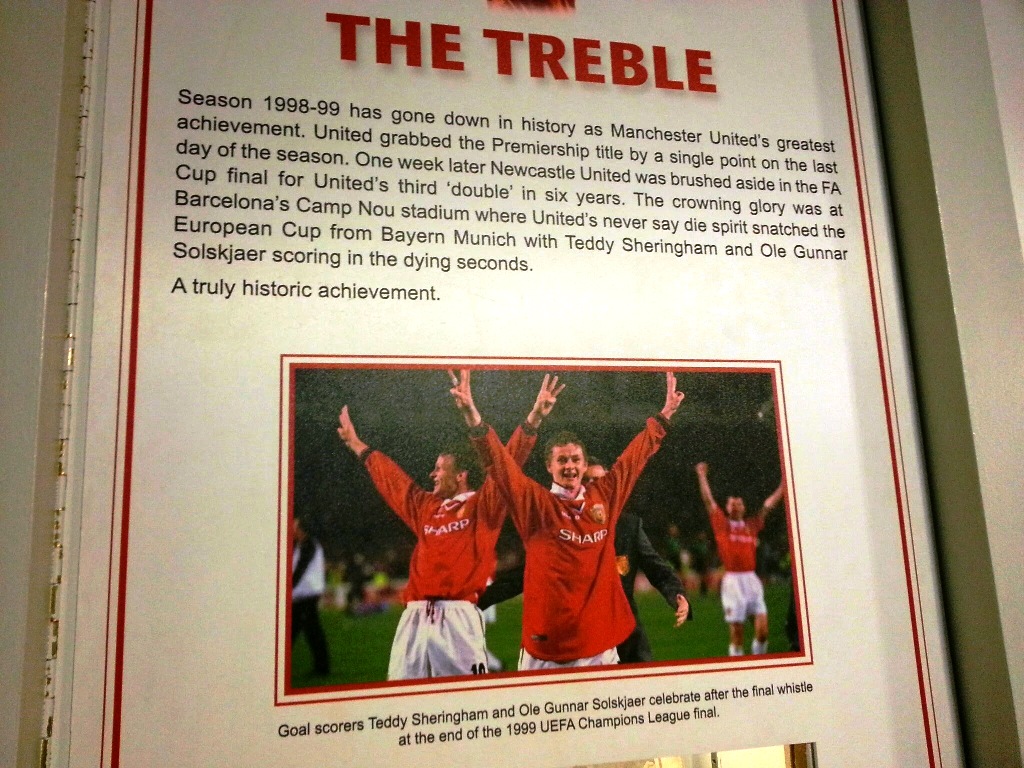 THE TREBLE
Season 1998-99 has gone down in history as Manchester United's greatest
achievement. United grabbed the Premiership title by a single point on the last
day of the season. One week later Newcastle United was brushed aside in the FA
Cup final for United's third 'double' in six years. The crowning glory was at
Barcelona's Camp Nou stadium where United's never say die spirit snatched the
European Cup from Bayern Munich with Teddy Sheringham and Ole Gunnar
Solskjaer scoring in the dying seconds.
A truly historic achievement.
SHARP
SHARP
Goal scorers Teddy Sheringham and Ole Gunnar Solskjaer celebrate after the final whistle
at the end of the 1999 UEFA Champions League final.